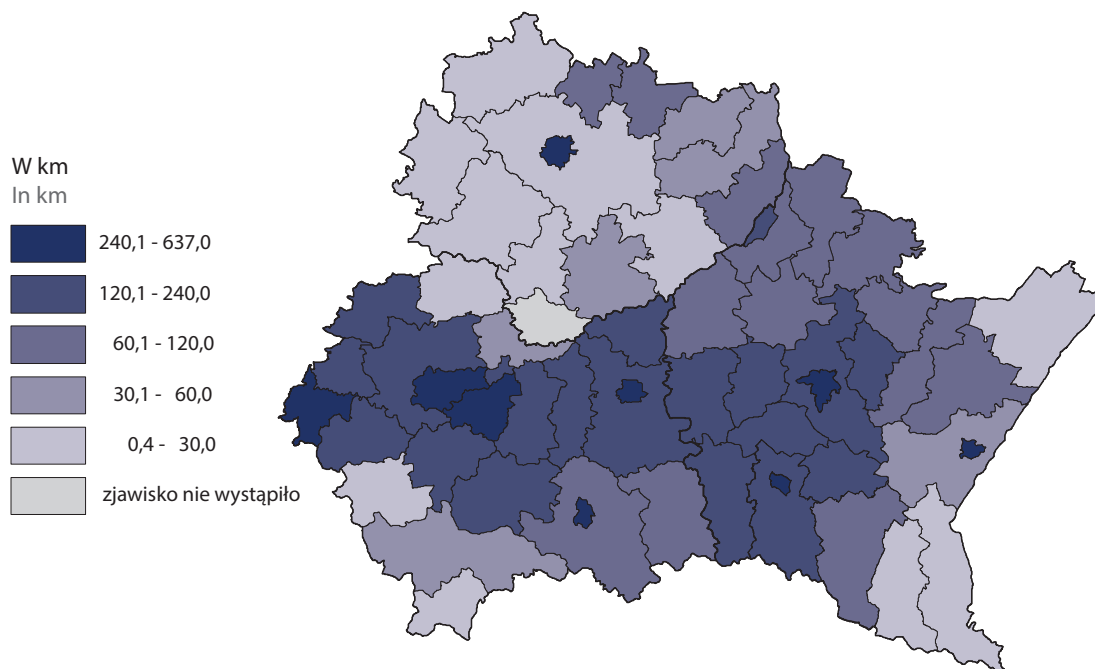 W km
In km
240,1 - 637,0
120,1 - 240,0
60,1 - 120,0
30,1 - 60,0
0,4 - 30,0
zjawisko nie wystąpiło